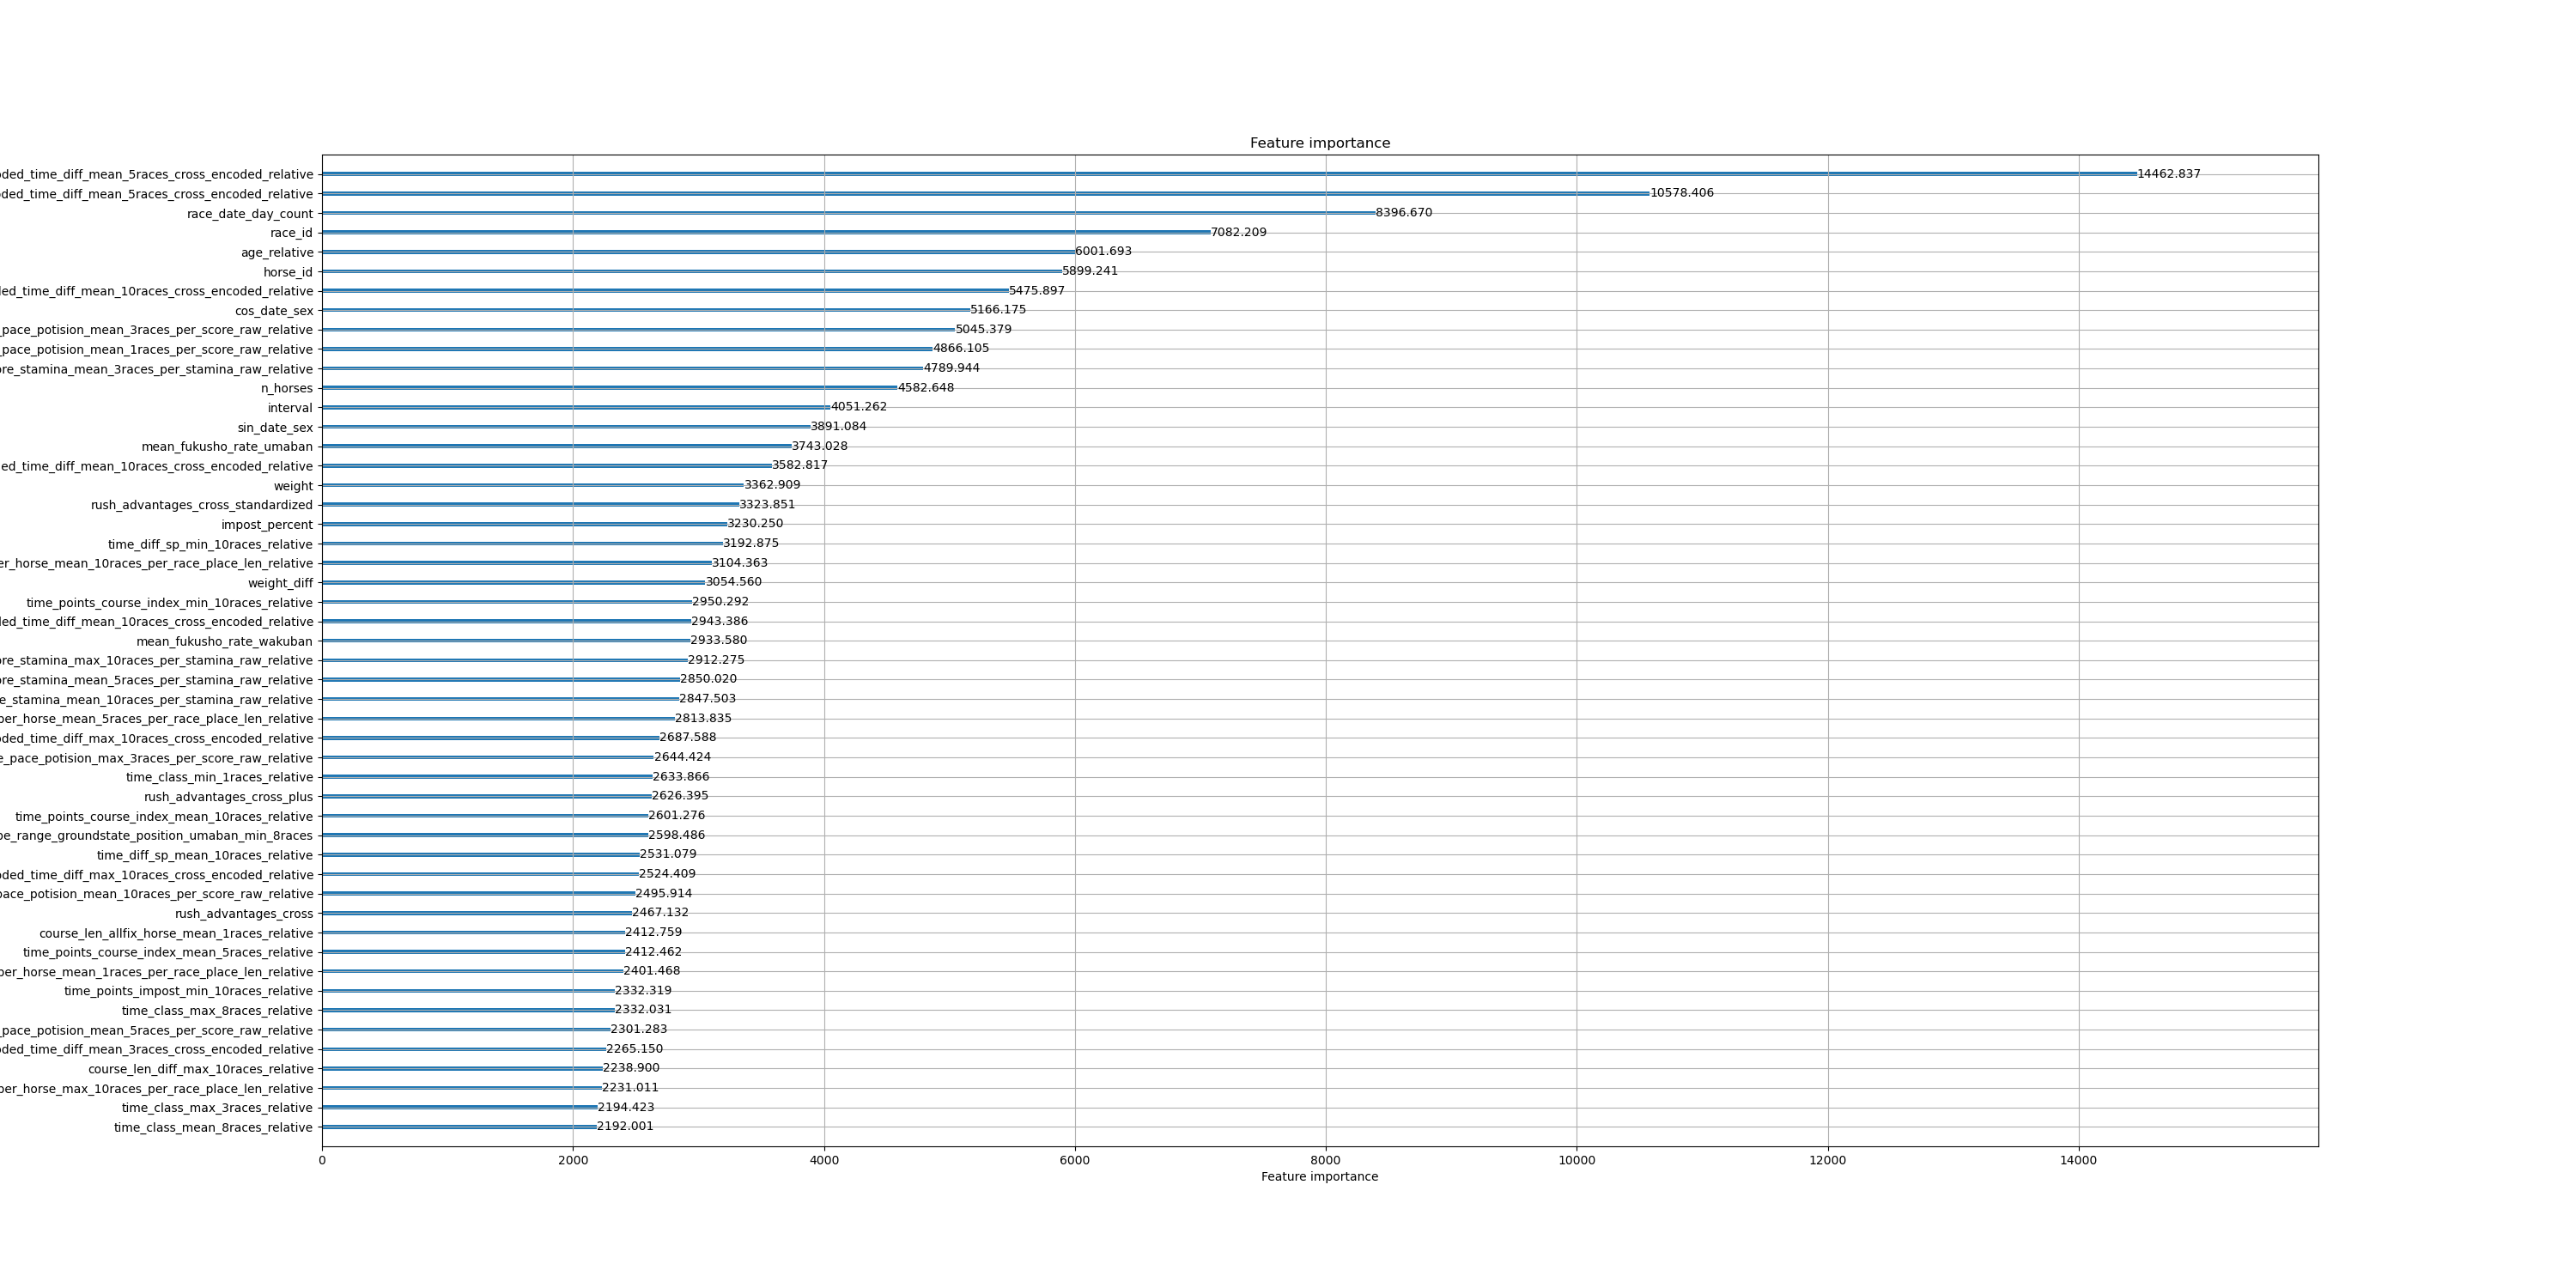 Feature importance
ded_time_diff_mean_5races_cross_encoded_relative 14462.837
ded_time_diff_mean_5races_cross_encoded_relative 10578.406
race_date_day_count 8396.670
race_id 7082.209
age_relative 6001.693
horse_id 5899.241
led_time_diff_mean_10races_cross_encoded_relative 5475.897
cos_date_sex 5166.175
_pace_potision_mean_3races_per_score_raw_relative 5045.379
_pace_potision_mean_1races_per_score_raw_relative 4866.105
re_stamina_mean_3races_per_stamina_raw_relative 4789.944
n_horses 4582.648
interval 4051.262
sin_date_sex 3891.084
mean_fukusho_rate_umaban 3743.028
ed_time_diff_mean_10races_cross_encoded_relative 3582.817
weight 3362.909
rush_advantages_cross_standardized 3323.851
impost_percent 3230.250
time_diff_sp_min_10races_relative 3192.875
er_horse_mean_10races_per_race_place_len_relative 3104.363
weight_diff 3054.560
time_points_course_index_min_10races_relative 2950.292
led_time_diff_mean_10races_cross_encoded_relative 2943.386
mean_fukusho_rate_wakuban 2933.580
re_stamina_max_10races_per_stamina_raw_relative 2912.275
re_stamina_mean_5races_per_stamina_raw_relative 2850.020
e_stamina_mean_10races_per_stamina_raw_relative 2847.503
per_horse_mean_5races_per_race_place_len_relative 2813.835
ded_time_diff_max_10races_cross_encoded_relative 2687.588
e_pace_potision_max_3races_per_score_raw_relative 2644.424
time_class_min_1races_relative 2633.866
rush_advantages_cross_plus 2626.395
time_points_course_index_mean_10races_relative 2601.276
pe_range_groundstate_position_umaban_min_8races 2598.486
time_diff_sp_mean_10races_relative 2531.079
ded_time_diff_max_10races_cross_encoded_relative 2524.409
pace_potision_mean_10races_per_score_raw_relative 2495.914
rush_advantages_cross 2467.132
course_len_allfix_horse_mean_1races_relative 2412.759
time_points_course_index_mean_5races_relative 2412.462
per_horse_mean_1races_per_race_place_len_relative 2401.468
time_points_impost_min_10races_relative 2332.319
time_class_max_8races_relative 2332.031
_pace_potision_mean_5races_per_score_raw_relative 2301.283
ded_time_diff_mean_3races_cross_encoded_relative 2265.150
course_len_diff_max_10races_relative 2238.900
per_horse_max_10races_per_race_place_len_relative 2231.011
time_class_max_3races_relative 2194.423
time_class_mean_8races_relative 2192.001
0 2000 4000 6000 8000 10000 12000 14000
Feature importance